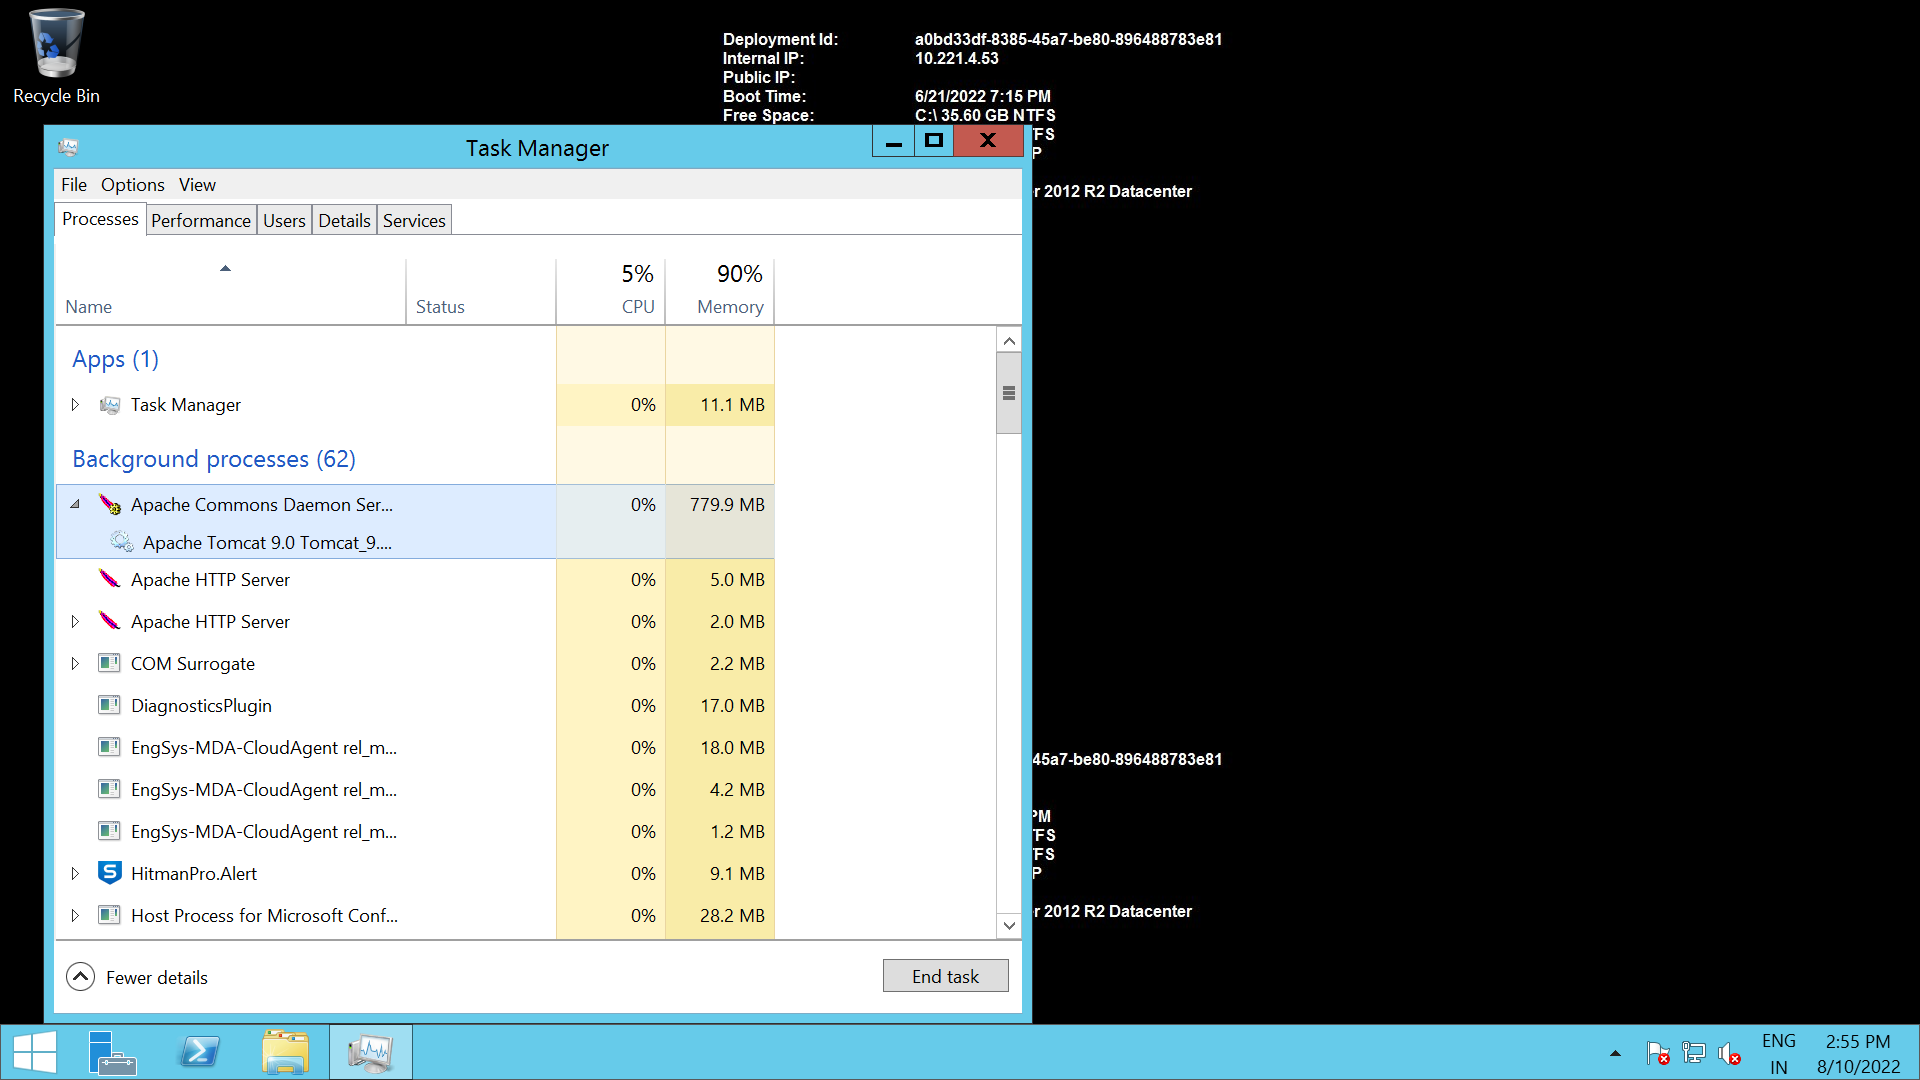 Recycle Bin
Deployment Id: a0bd33df-8385-45a7-be80-896488783e81
Internal IP: 10.221.4.53
Public IP:
Boot Time: 6/21/2022 7:15 PM
Free Space: C:\ 35.60 GB NTFS
TFS
P
r 2012 R2 Datacenter
Task Manager
File Options View
Processes Performance Users Details Services
5% 90%
Name Status CPU Memory
Apps (1)
Task Manager 0% 11.1 MB
Background processes (62)
Apache Commons Daemon Ser... 0% 779.9 MB
Apache Tomcat 9.0 Tomcat_9....
Apache HTTP Server 0% 5.0 MB
Apache HTTP Server 0% 2.0 MB
COM Surrogate 0% 2.2 MB
DiagnosticsPlugin 0% 17.0 MB
EngSys-MDA-CloudAgent rel_m... 0% 18.0 MB
EngSys-MDA-CloudAgent rel_m... 0% 4.2 MB
EngSys-MDA-CloudAgent rel_m... 0% 1.2 MB
HitmanPro.Alert 0% 9.1 MB
Host Process for Microsoft Conf... 0% 28.2 MB
Fewer details End task
45a7-be80-896488783e81
PM
TFS
TFS
P
r 2012 R2 Datacenter
ENG
IN
2:55 PM
8/10/2022